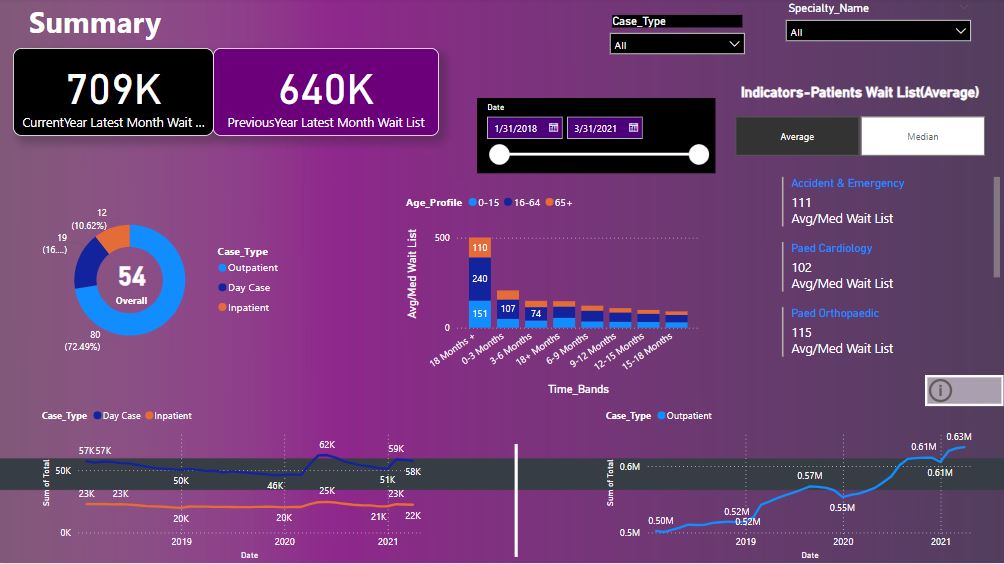 Summary
Case_Type
All
Specialty_Name
All
709K
CurrentYear Latest Month Wait ...
640K
PreviousYear Latest Month Wait List
Date
1/31/2018
3/31/2021
Indicators-Patients Wait List(Average)
Average
Median
Accident & Emergency
111
Avg/Med Wait List
Paed Cardiology
102
Avg/Med Wait List
Paed Orthopaedic
115
Avg/Med Wait List
12
(10.62%)
19
(16....)
54
Overall
80
(72.49%)
Case_Type
Outpatient
Day Case
Inpatient
Age_Profile 0-15 16-64 65+
Avg/Med Wait List
500
0
110
240
151
107
74
18 Months +
0-3 Months
3-6 Months
18+ Months
6-9 Months
9-12 Months
12-15 Months
15-18 Months
Time_Bands
Case_Type Day Case Inpatient
Sum of Total
50K
0K
57K 57K
50K
46K
62K
51K
59K
58K
23K
23K
20K
20K
25K
21K
23K
22K
2019
2020
2021
Date
Case_Type Outpatient
Sum of Total
0.6M
0.5M
0.50M
0.52M
0.52M
0.57M
0.55M
0.61M
0.61M
0.63M
2019
2020
2021
Date